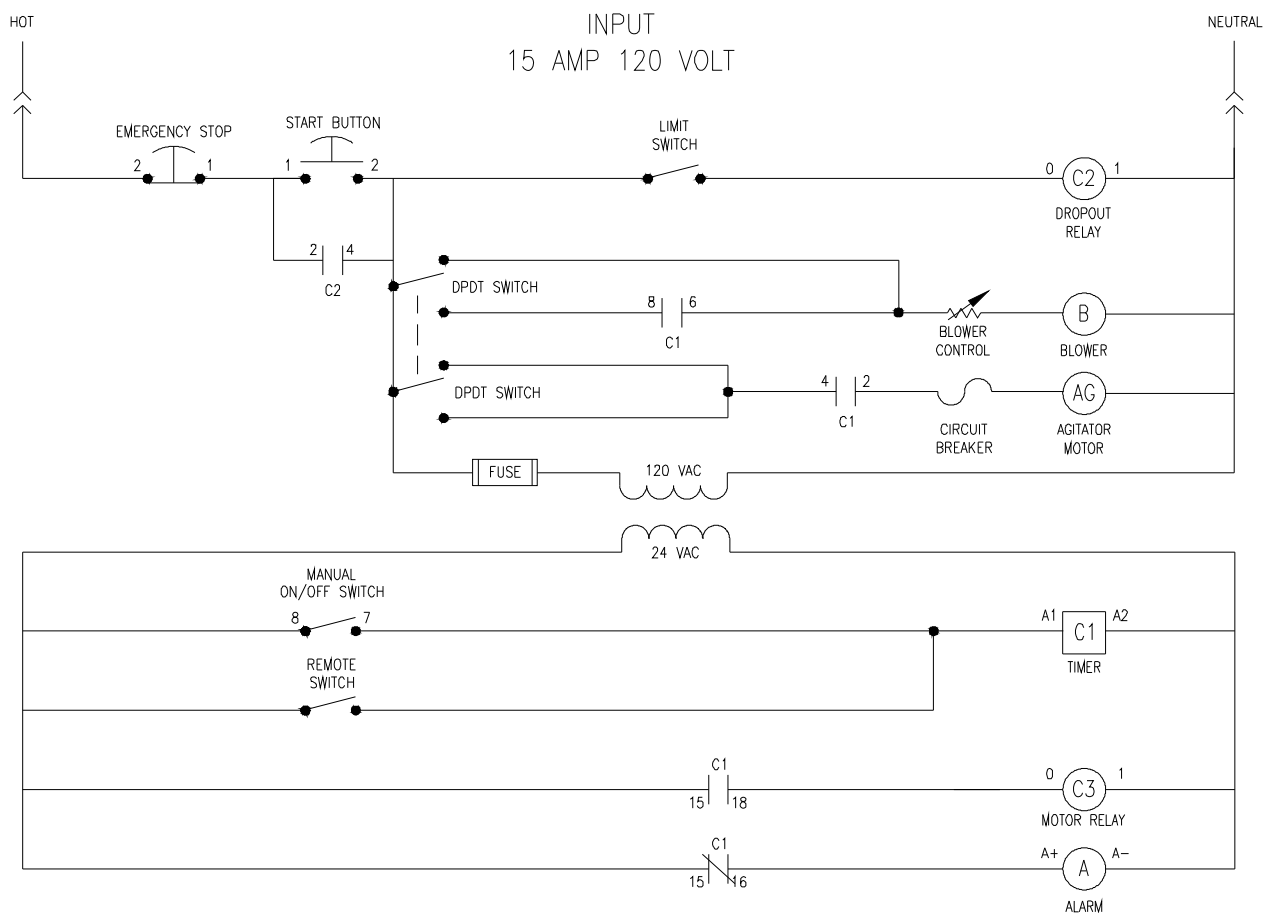 HOT
INPUT
NEUTRAL
15 AMP 120 VOLT
EMERGENCY STOP
START BUTTON
LIMIT
SWITCH
2
1
1
2
0
C2
1
DROPOUT
RELAY
2
4
C2
DPDT SWITCH
8
6
C1
BLOWER
CONTROL
B
BLOWER
DPDT SWITCH
4
2
C1
CIRCUIT
BREAKER
AG
AGITATOR
MOTOR
FUSE
120 VAC
24 VAC
MANUAL
ON/OFF SWITCH
8
7
A1
C1
A2
TIMER
REMOTE
SWITCH
C1
15
18
0
C3
1
MOTOR RELAY
C1
15
16
A+
A
A-
ALARM